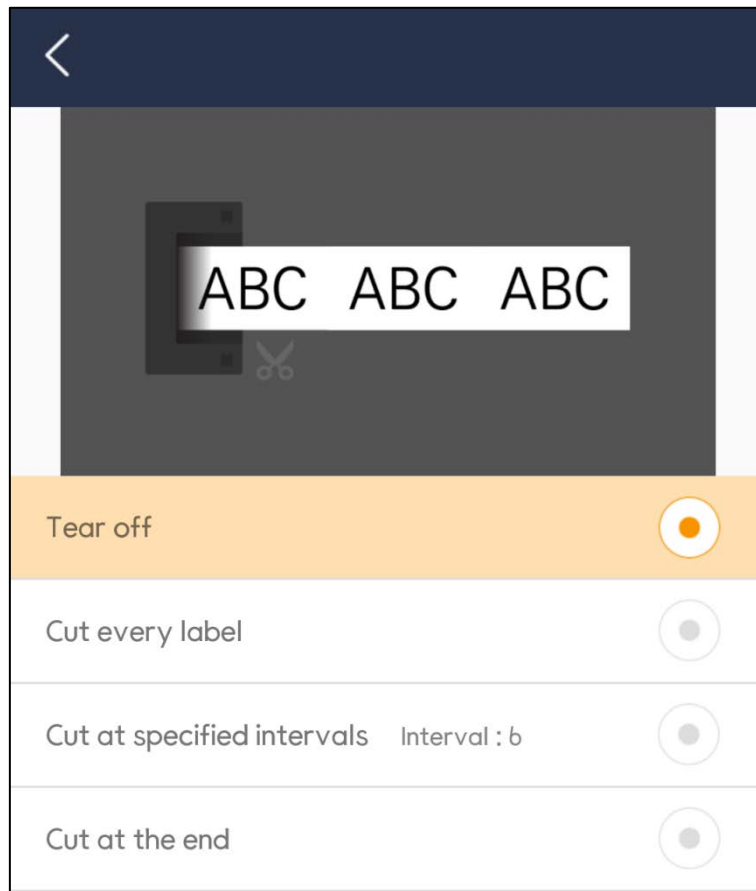 ABC ABC ABC
Tear off
Cut every label
Cut at specified intervals Interval : 6
Cut at the end